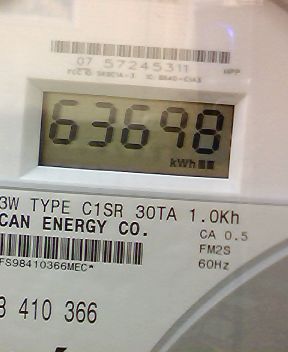 07 57245311
MPP
63698
kWh
3W TYPE C1SR 30TA 1.0Kh
CAN ENERGY CO.
CA 0.5
FM2S
FS98410366MEC*
60Hz
410 366